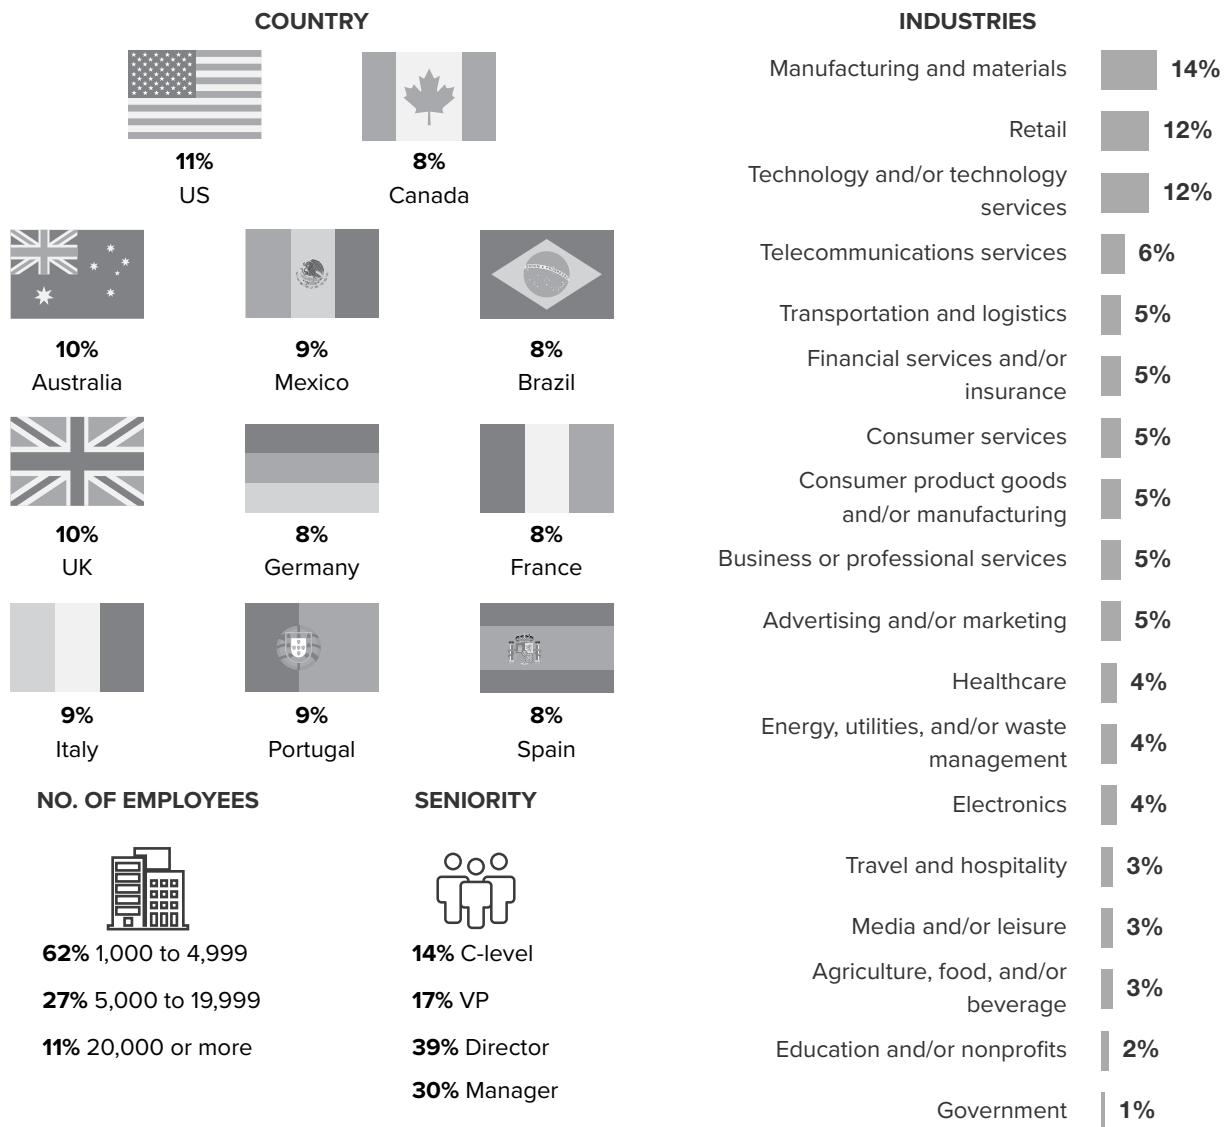 COUNTRY
11%
US
8%
Canada
10%
Australia
9%
Mexico
8%
Brazil
10%
UK
8%
Germany
8%
France
9%
Italy
9%
Portugal
8%
Spain
NO. OF EMPLOYEES
62% 1,000 to 4,999
27% 5,000 to 19,999
11% 20,000 or more
SENIORITY
14% C-level
17% VP
39% Director
30% Manager
INDUSTRIES
Manufacturing and materials 14%
Retail 12%
Technology and/or technology
services 12%
Telecommunications services 6%
Transportation and logistics 5%
Financial services and/or
insurance 5%
Consumer services 5%
Consumer product goods
and/or manufacturing 5%
Business or professional services 5%
Advertising and/or marketing 5%
Healthcare 4%
Energy, utilities, and/or waste
management 4%
Electronics 4%
Travel and hospitality 3%
Media and/or leisure 3%
Agriculture, food, and/or
beverage 3%
Education and/or nonprofits 2%
Government 1%